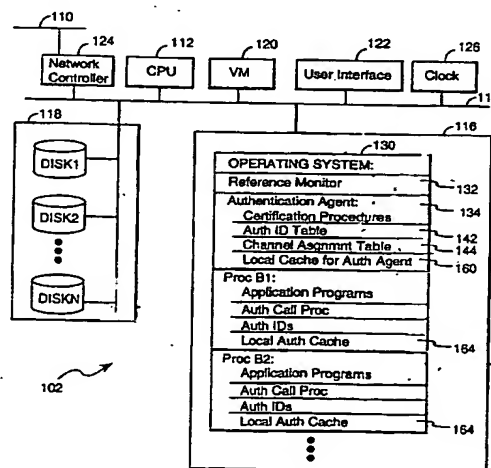 110
124
112
120
122
126
Network Controller
CPU
VM
User Interface
Clock
11
118
116
DISK1
DISK2
DISKN
102
130
OPERATING SYSTEM:
Reference Monitor
132
Authentication Agent:
134
Certification Procedures
Auth ID Table
142
Channel Asgnmnt Table
144
Local Cache for Auth Agent
160
Proc B1:
Application Programs
Auth Call Proc
Auth IDs
Local Auth Cache
164
Proc B2:
Application Programs
Auth Call Proc
Auth IDs
Local Auth Cache
164